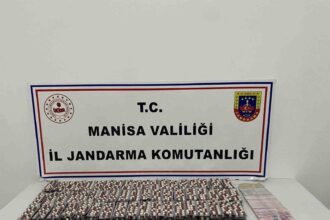 T.C.
MANİSA VALİLİĞİ
İL JANDARMA KOMUTANLIĞI